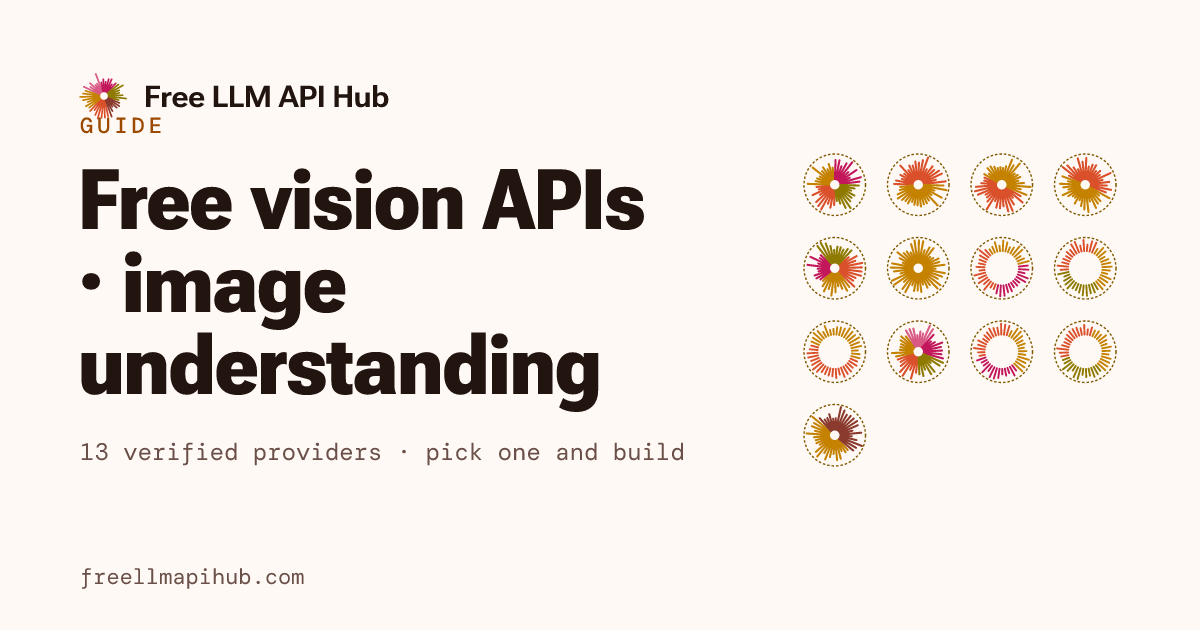 Free LLM API Hub
GUIDE
Free vision APIs
· image
understanding
13 verified providers · pick one and build
freellmapihub.com